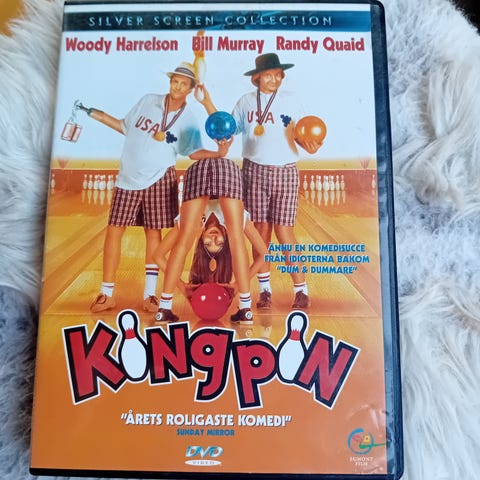 SILVER SCREEN COLLECTION
Woody Harrelson Bill Murray Randy Quaid
USA
USA
ÄNNU EN KOMEDISUCCE
FRÅN IDIOTERNA BAKOM
"DUM & DUMMARE"
KINGPIN
"ÅRETS ROLIGASTE KOMEDI"
SUNDAY MIRROR
DVD
VIDEO
EGMONT
FILM